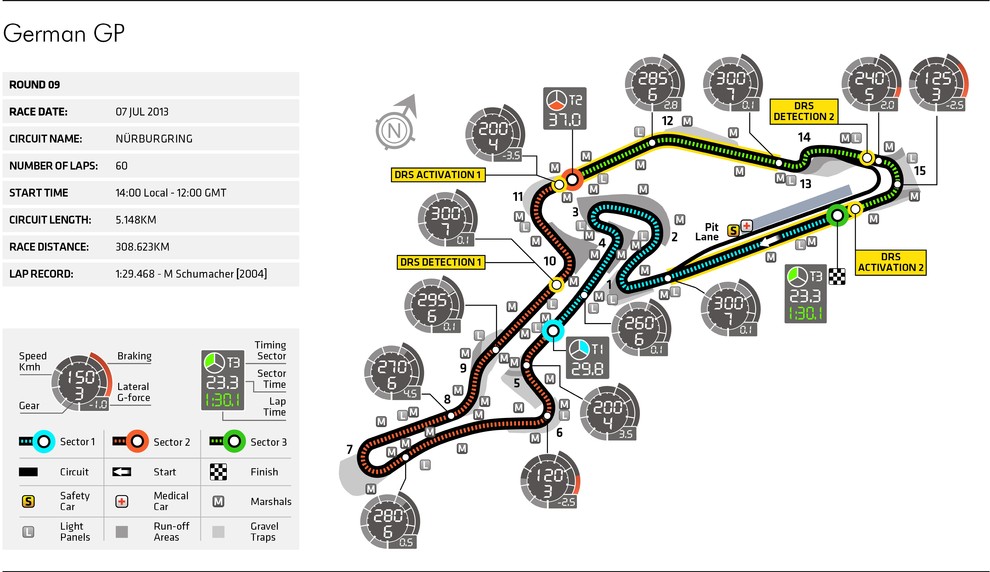 German GP
ROUND 09
RACE DATE: 07 JUL 2013
CIRCUIT NAME: NÜRBURGRING
NUMBER OF LAPS: 60
START TIME 14:00 Local - 12:00 GMT
CIRCUIT LENGTH: 5.148KM
RACE DISTANCE: 308.623KM
LAP RECORD: 1:29.468 - M Schumacher [2004]
Speed
Kmh
Gear
150
3
-1.0
Braking
Lateral
G-force
T3
23.3
1:30.1
Timing
Sector
Sector
Time
Lap
Time
Sector 1
Sector 2
Sector 3
Circuit
Start
Finish
S
Safety
Car
Medical
Car
M
Marshals
L
Light
Panels
Run-off
Areas
Gravel
Traps
N
200
4
-3.5
T2
37.0
285
6
2.8
300
7
0.1
240
5
2.0
125
3
-2.5
DRS
DETECTION 2
DRS ACTIVATION 1
DRS DETECTION 1
DRS
ACTIVATION 2
Pit
Lane
S
300
7
0.1
295
6
0.1
270
6
4.5
280
6
0.5
120
3
-2.5
200
4
3.5
260
6
0.1
300
7
0.1
T1
29.8
T3
23.3
1:30.1
1
2
3
4
5
6
7
8
9
10
11
12
13
14
15